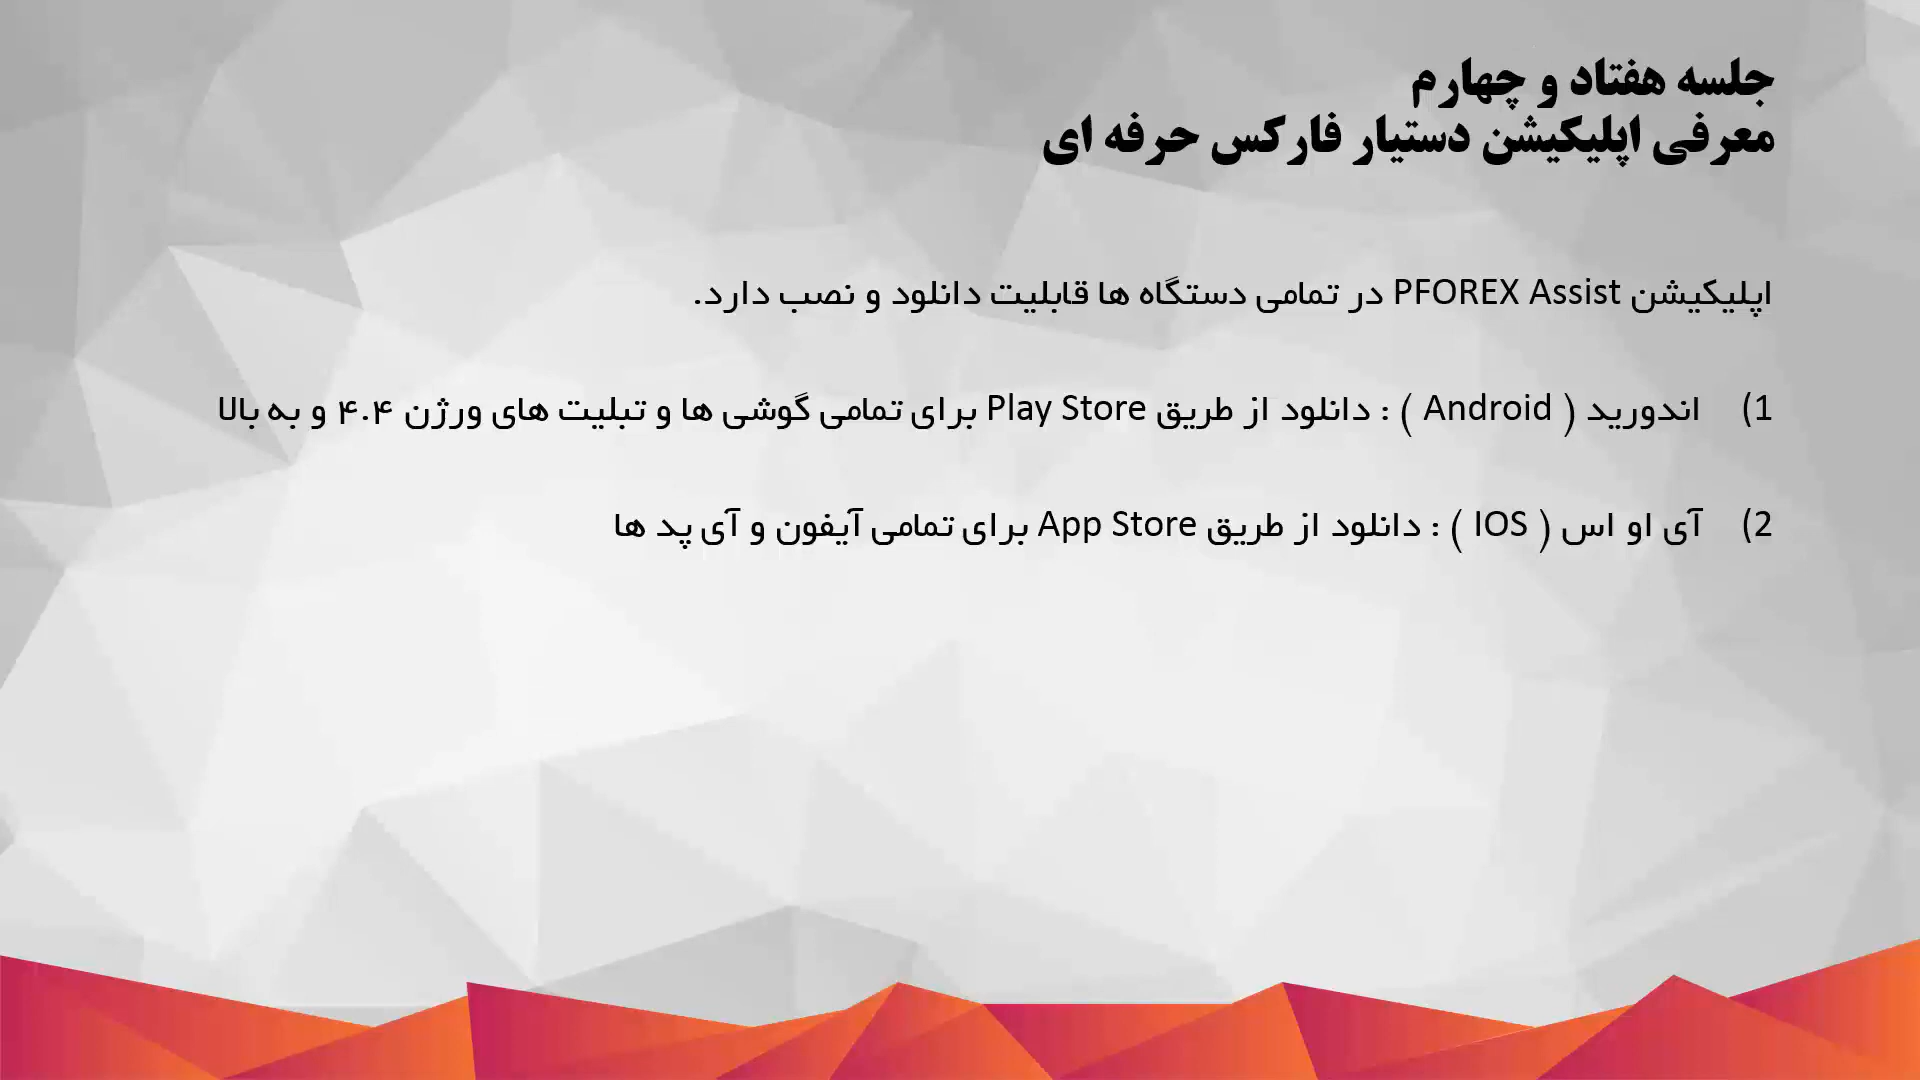 جلسه هفتاد و چهارم
معرفی اپلیکیشن دستیار فارکس حرفه ای
اپلیکیشن PFOREX Assist در تمامی دستگاه ها قابلیت دانلود و نصب دارد.
1) اندورید ( Android ) : دانلود از طریق Play Store برای تمامی گوشی ها و تبلیت های ورژن ۴.۴ و به بالا
2) آی او اس ( IOS ) : دانلود از طریق App Store برای تمامی آیفون و آی پد ها